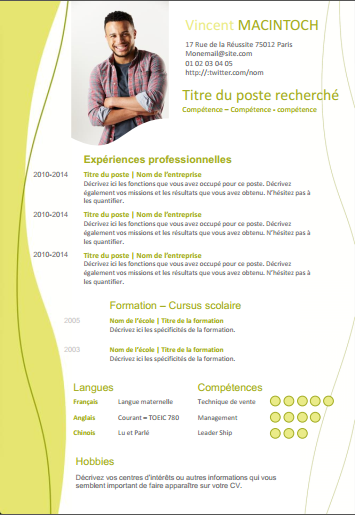 Vincent MACINTOCH
17 Rue de la Réussite 75012 Paris
Monemail@site.com
01 02 03 04 05
http://:twitter.com/nom
Titre du poste recherché
Compétence – Compétence - compétence
Expériences professionnelles
2010-2014 Titre du poste | Nom de l'entreprise
Décrivez ici les fonctions que vous avez occupé pour ce poste. Décrivez
également vos missions et les résultats que vous avez obtenu. N'hésitez pas à
les quantifier.
2010-2014 Titre du poste | Nom de l'entreprise
Décrivez ici les fonctions que vous avez occupé pour ce poste. Décrivez
également vos missions et les résultats que vous avez obtenu. N'hésitez pas à
les quantifier.
2010-2014 Titre du poste | Nom de l'entreprise
Décrivez ici les fonctions que vous avez occupé pour ce poste. Décrivez
également vos missions et les résultats que vous avez obtenu. N'hésitez pas à
les quantifier.
Formation – Cursus scolaire
2005 Nom de l'école | Titre de la formation
Décrivez ici les spécificités de la formation.
2003 Nom de l'école | Titre de la formation
Décrivez ici les spécificités de la formation.
Langues
Français Langue maternelle
Anglais Courant – TOEIC 780
Chinois Lu et Parlé
Compétences
Technique de vente
Management
Leader Ship
Hobbies
Décrivez vos centres d'intérêts ou autres informations qui vous
semblent important de faire apparaître sur votre CV.